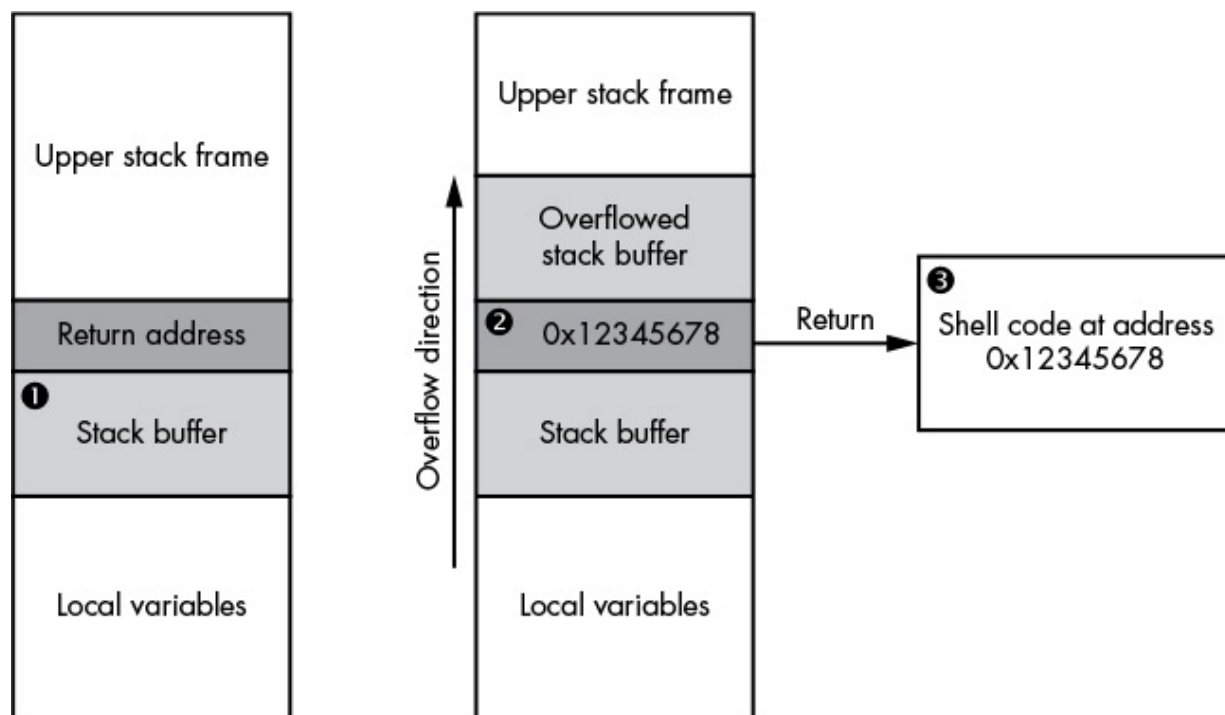 Upper stack frame
Return address
❶
Stack buffer
Local variables
Overflow direction
Upper stack frame
Overflowed
stack buffer
❷ 0x12345678
Stack buffer
Local variables
Return
❸
Shell code at address
0x12345678